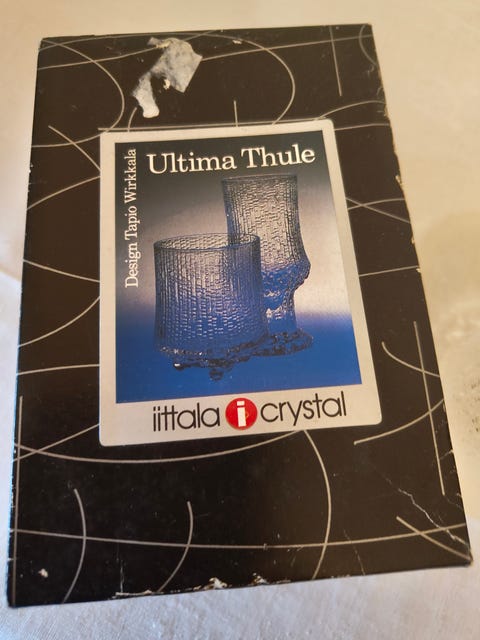 Ultima Thule
Design Tapio Wirkkala
iittala i crystal